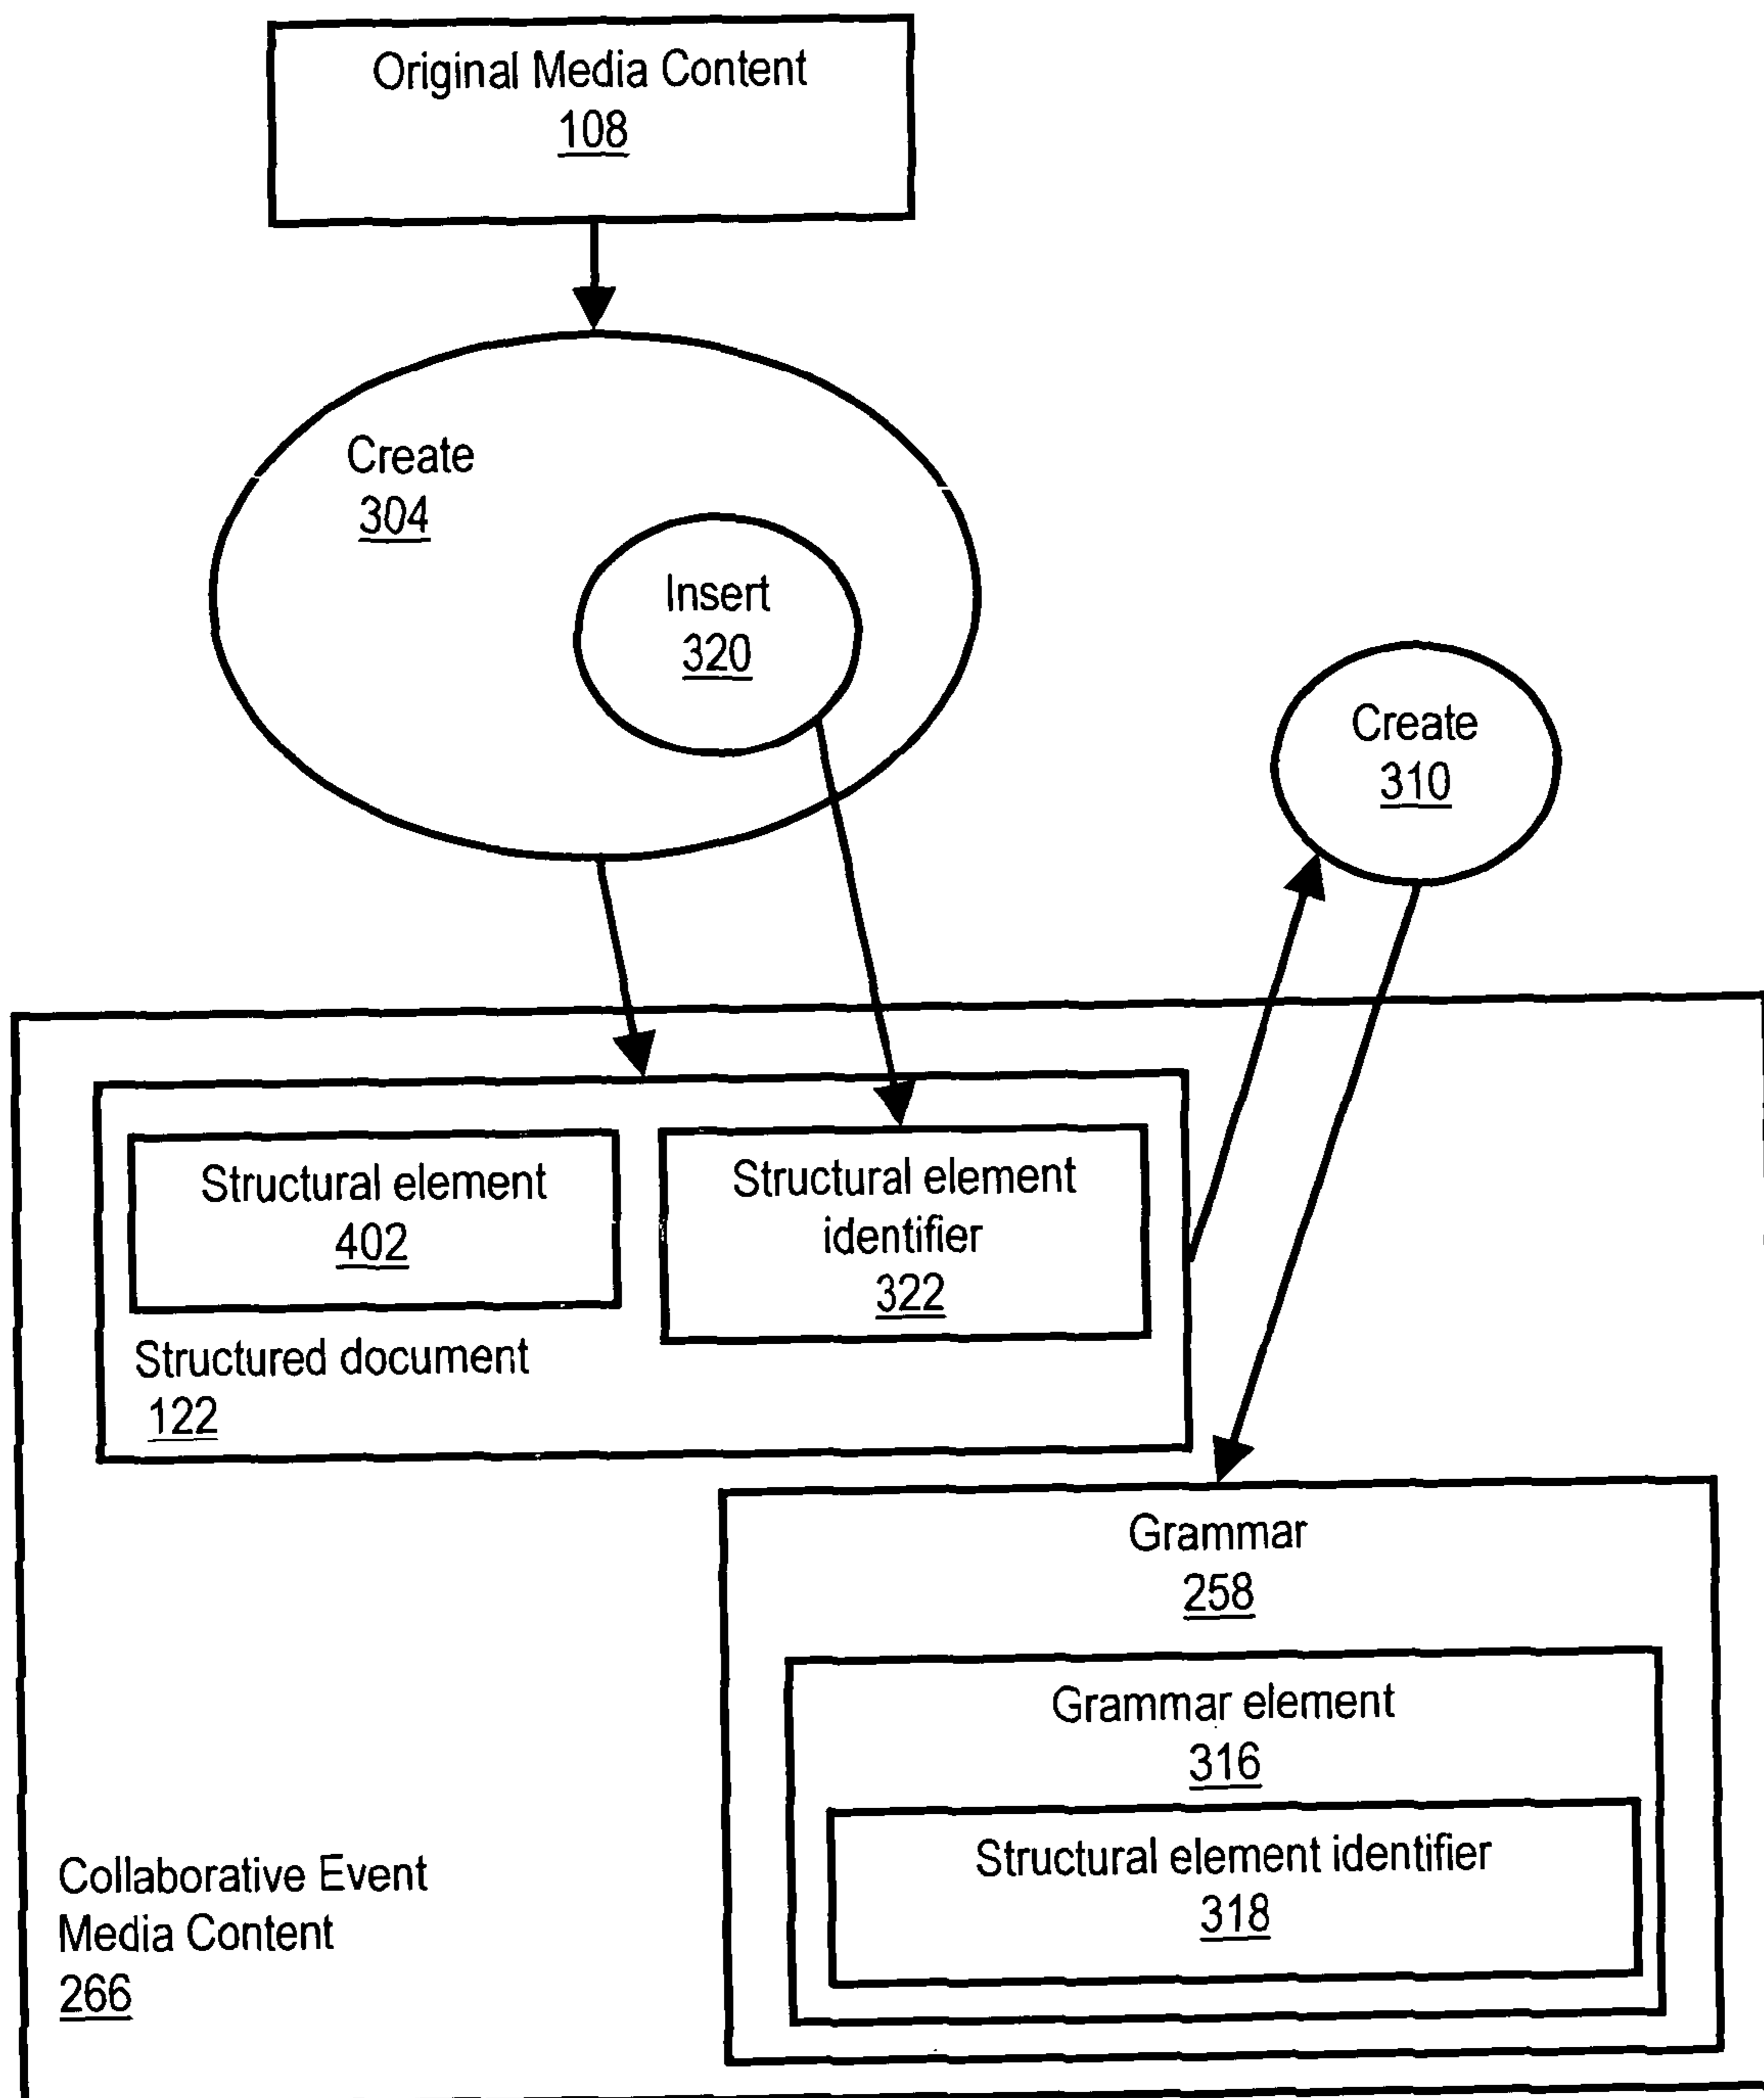 Original Media Content
108
Create
304
Insert
320
Create
310
Structural element
402
Structural element
identifier
322
Structured document
122
Grammar
258
Grammar element
316
Structural element identifier
318
Collaborative Event
Media Content
266